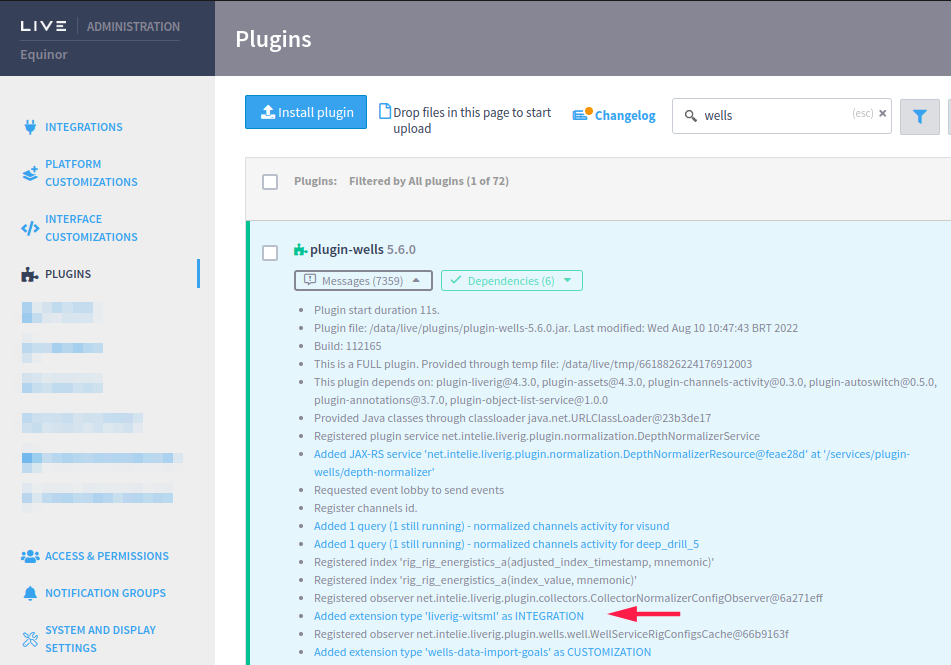 LIVE ADMINISTRATION
Equinor
Plugins
INTEGRATIONS
PLATFORM
CUSTOMIZATIONS
INTERFACE
CUSTOMIZATIONS
PLUGINS
ACCESS & PERMISSIONS
NOTIFICATION GROUPS
SYSTEM AND DISPLAY
SETTINGS
Install plugin
Drop files in this page to start
upload
Changelog
wells (esc) ×
Plugins: Filtered by All plugins (1 of 72)
plugin-wells 5.6.0
Messages (7359) Dependencies (6)
• Plugin start duration 11s.
• Plugin file: /data/live/plugins/plugin-wells-5.6.0.jar. Last modified: Wed Aug 10 10:47:43 BRT 2022
• Build: 112165
• This is a FULL plugin. Provided through temp file: /data/live/tmp/6618826224176912003
• This plugin depends on: plugin-liverig@4.3.0, plugin-assets@4.3.0, plugin-channels-activity@0.3.0, plugin-autoswitch@0.5.0,
plugin-annotations@3.7.0, plugin-object-list-service@1.0.0
• Provided Java classes through classloader java.net.URLClassLoader@23b3de17
• Registered plugin service net.intelie.liverig.plugin.normalization.DepthNormalizerService
• Added JAX-RS service 'net.intelie.liverig.plugin.normalization.DepthNormalizerResource@feae28d' at '/services/plugin-
wells/depth-normalizer'
• Requested event lobby to send events
• Register channels id.
• Added 1 query (1 still running) - normalized channels activity for visund
• Added 1 query (1 still running) - normalized channels activity for deep_drill_5
• Registered index 'rig_rig_energistics_a(adjusted_index_timestamp, mnemonic)'
• Registered index 'rig_rig_energistics_a(index_value, mnemonic)'
• Registered observer net.intelie.liverig.plugin.collectors.CollectorNormalizerConfigObserver@6a271eff
• Added extension type 'liverig-witsml' as INTEGRATION
• Registered observer net.intelie.liverig.plugin.wells.well.WellServiceRigConfigsCache@66b9163f
• Added extension type 'wells-data-import-goals' as CUSTOMIZATION